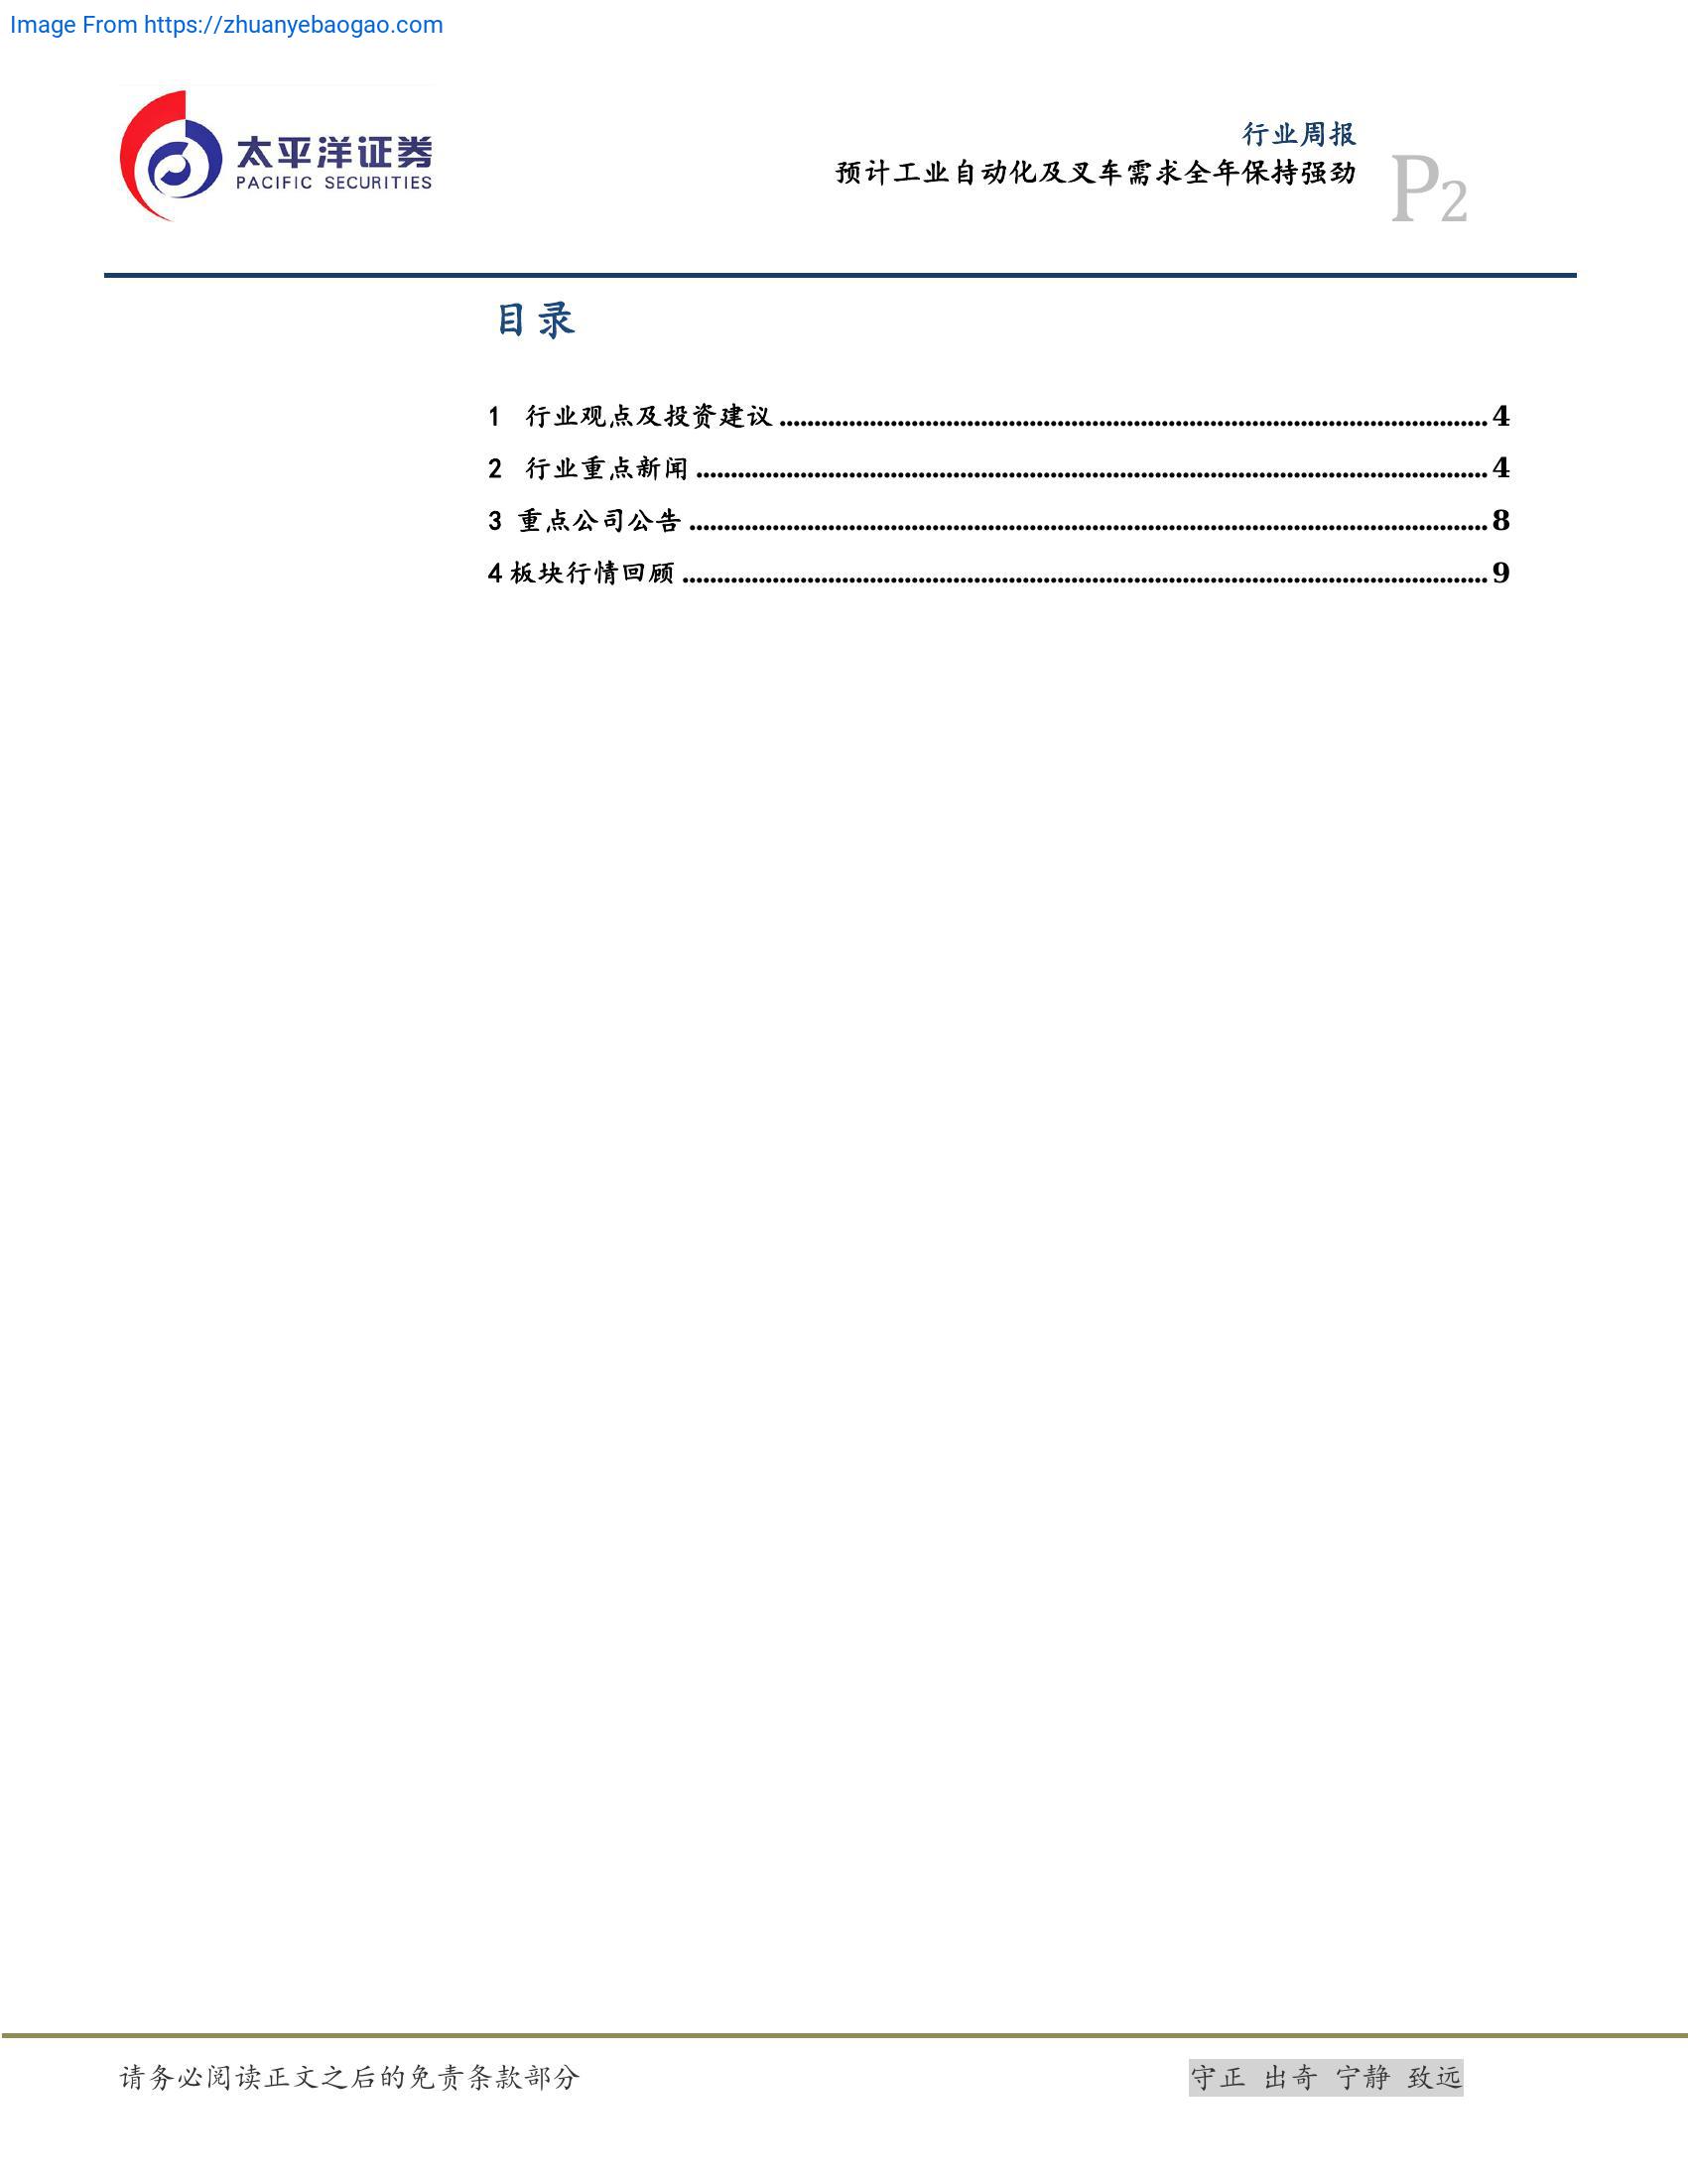 Image From https://zhuanyebaogao.com
太平洋证券
PACIFIC SECURITIES
行业周报
预计工业自动化及叉车需求全年保持强劲
P2
目录
1 行业观点及投资建议........................................................................................................4
2 行业重点新闻....................................................................................................................4
3 重点公司公告.....................................................................................................................8
4 板块行情回顾......................................................................................................................9
请务必阅读正文之后的免责条款部分
守正 出奇 宁静 致远